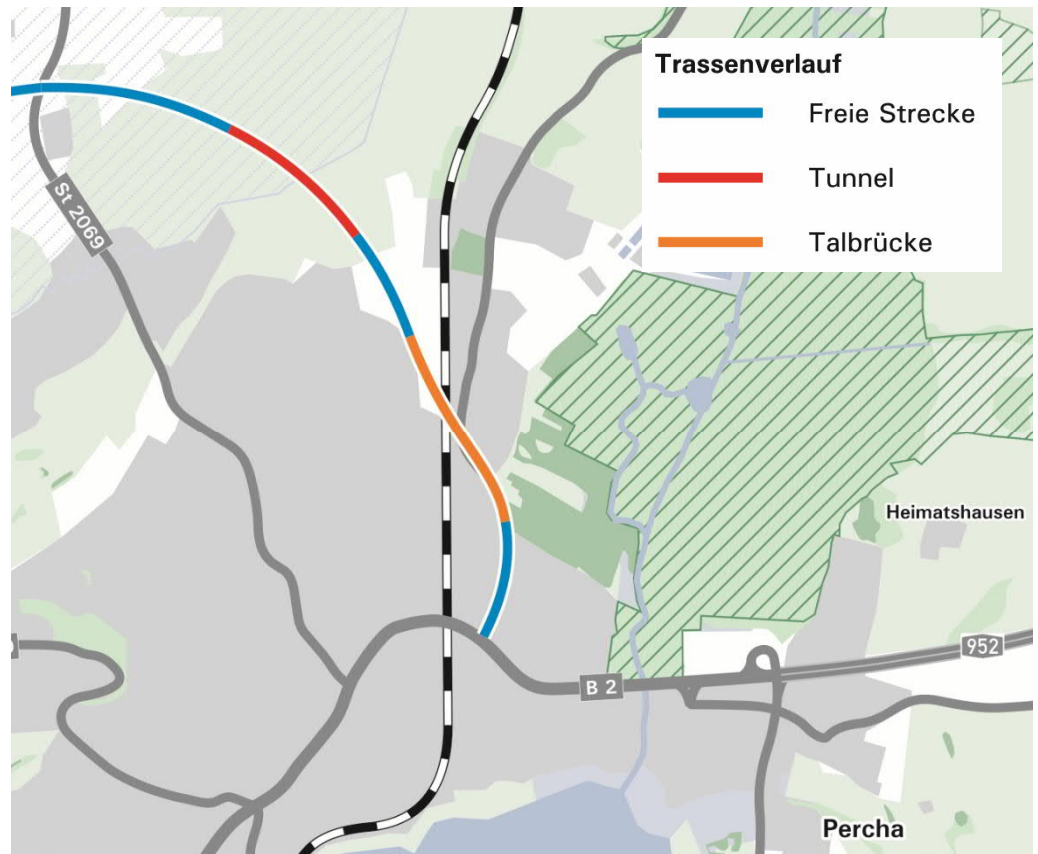 Trassenverlauf
Freie Strecke
Tunnel
Talbrücke
St 2069
Heimatshausen
952
B 2
Percha